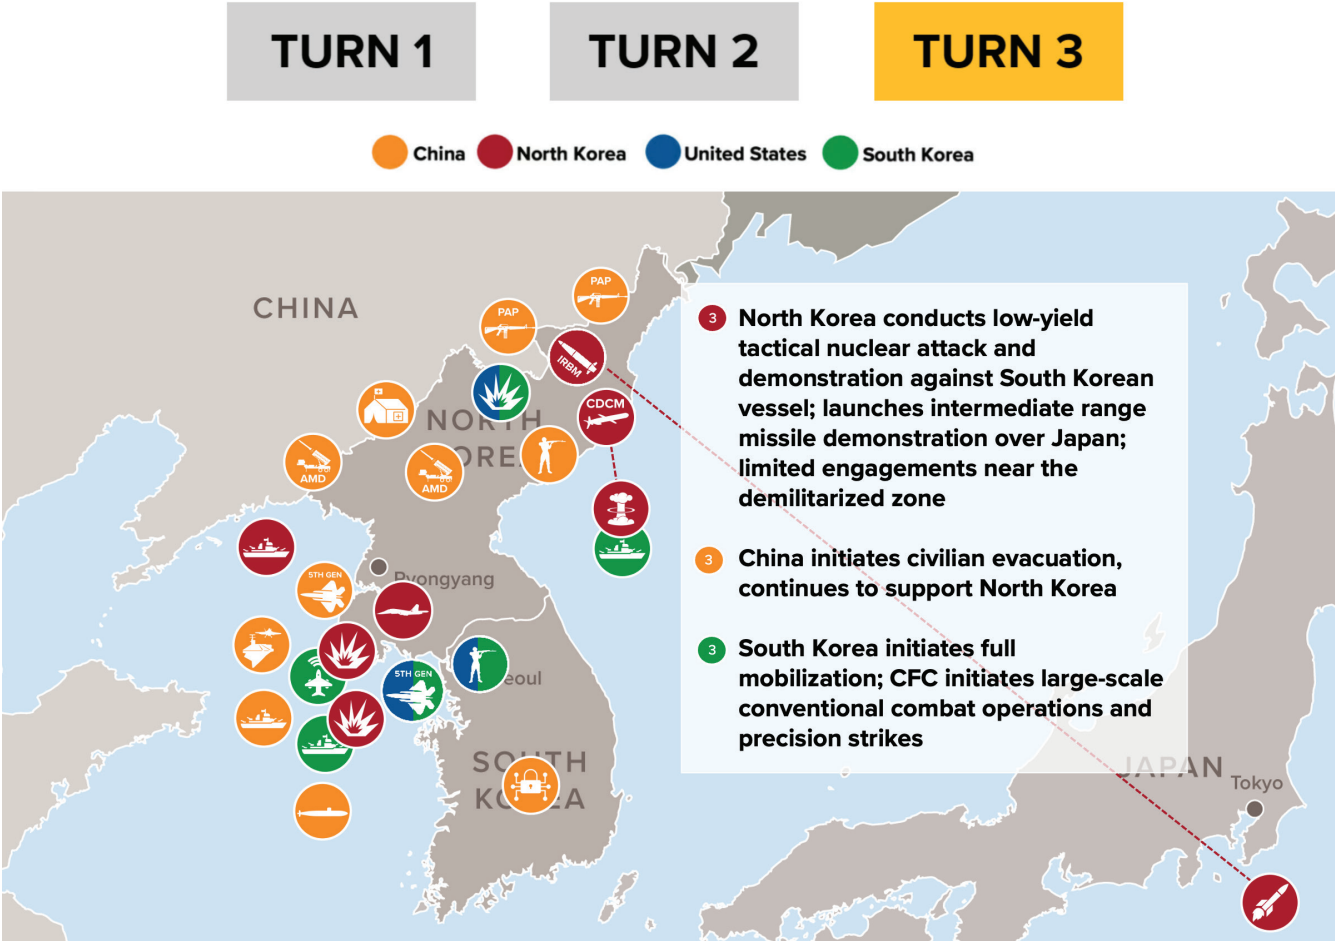 TURN 1
TURN 2
TURN 3
China
North Korea
United States
South Korea
CHINA
PAP
PAP
IRBM
CDCM
NORTH
OREA
AMD
AMD
Pyongyang
5TH GEN
5TH GEN
eoul
SOUTH
KOREA
JAPAN
Tokyo
3 North Korea conducts low-yield
tactical nuclear attack and
demonstration against South Korean
vessel; launches intermediate range
missile demonstration over Japan;
limited engagements near the
demilitarized zone
3 China initiates civilian evacuation,
continues to support North Korea
3 South Korea initiates full
mobilization; CFC initiates large-scale
conventional combat operations and
precision strikes